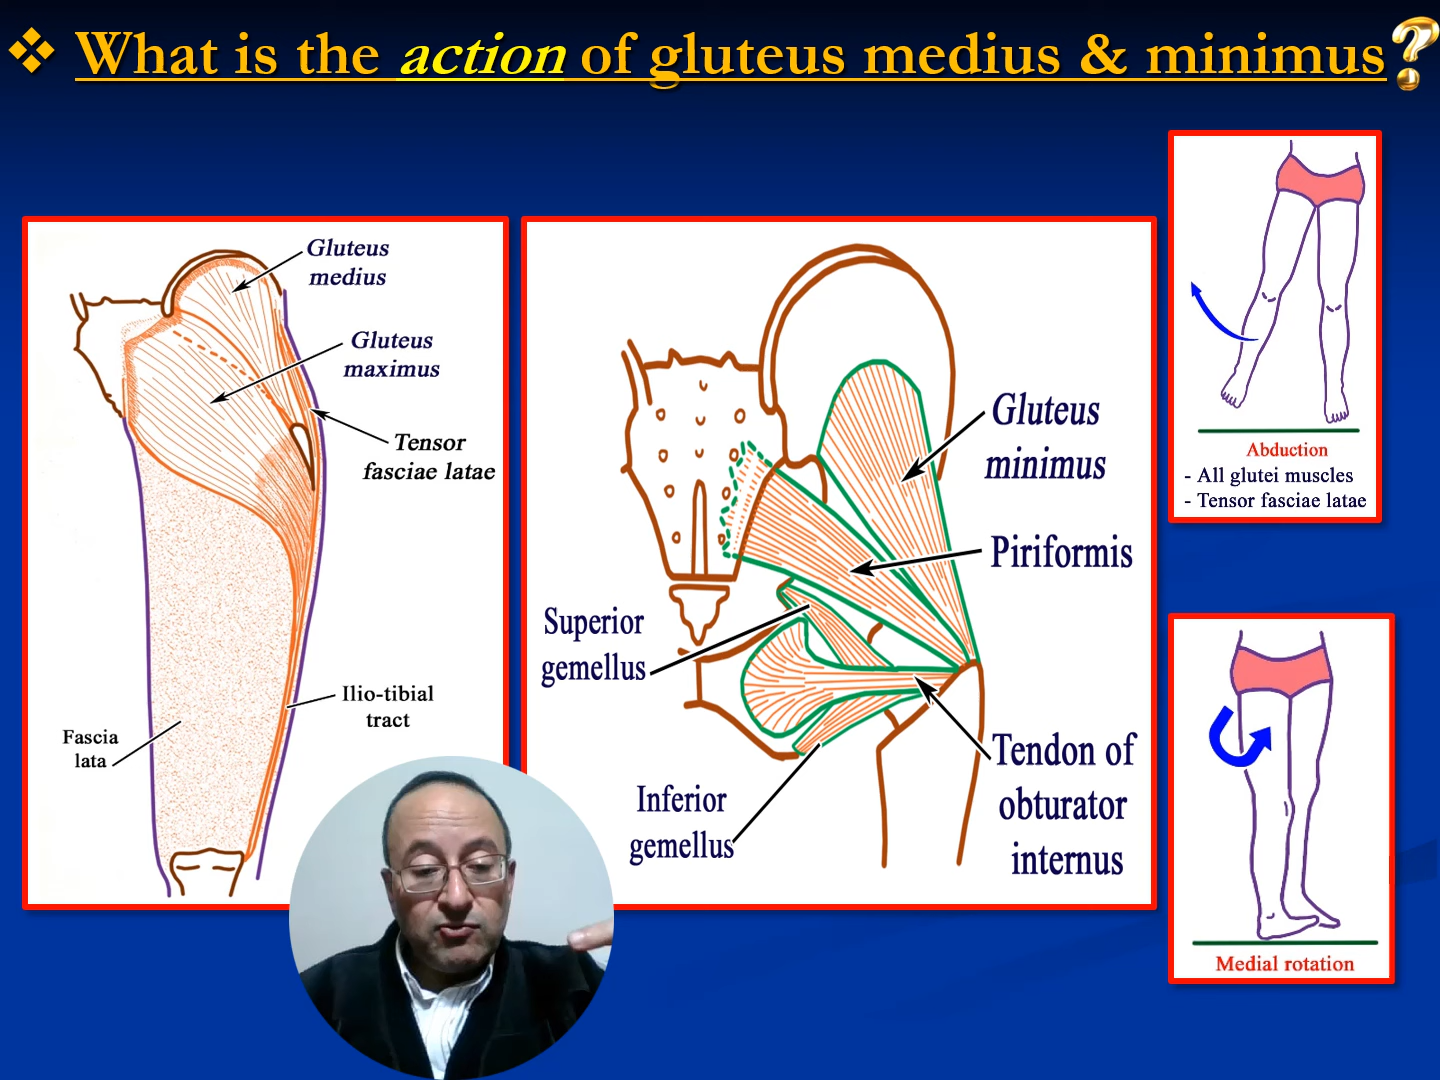 ❖ What is the action of gluteus medius & minimus?
Gluteus
medius
Gluteus
maximus
Tensor
fasciae latae
Ilio-tibial
tract
Fascia
lata
Gluteus
minimus
Piriformis
Superior
gemellus
Inferior
gemellus
Tendon of
obturator
internus
Abduction
- All glutei muscles
- Tensor fasciae latae
Medial rotation